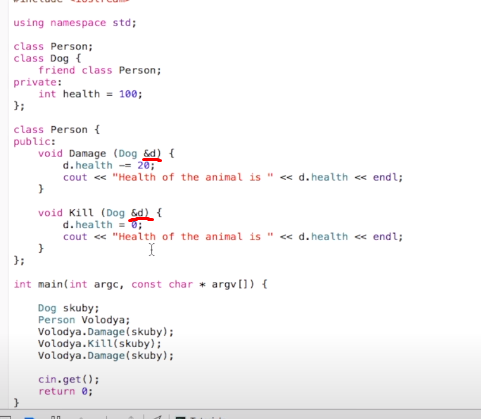 #include <iostream>
using namespace std;
class Person;
class Dog {
    friend class Person;
private:
    int health = 100;
};
class Person {
public:
    void Damage (Dog &d) {
        d.health -= 20;
        cout << "Health of the animal is " << d.health << endl;
    }
    void Kill (Dog &d) {
        d.health = 0;
        cout << "Health of the animal is " << d.health << endl;
    }
};
int main(int argc, const char * argv[]) {
    Dog skuby;
    Person Volodya;
    Volodya.Damage(skuby);
    Volodya.Kill(skuby);
    Volodya.Damage(skuby);
    cin.get();
    return 0;
}